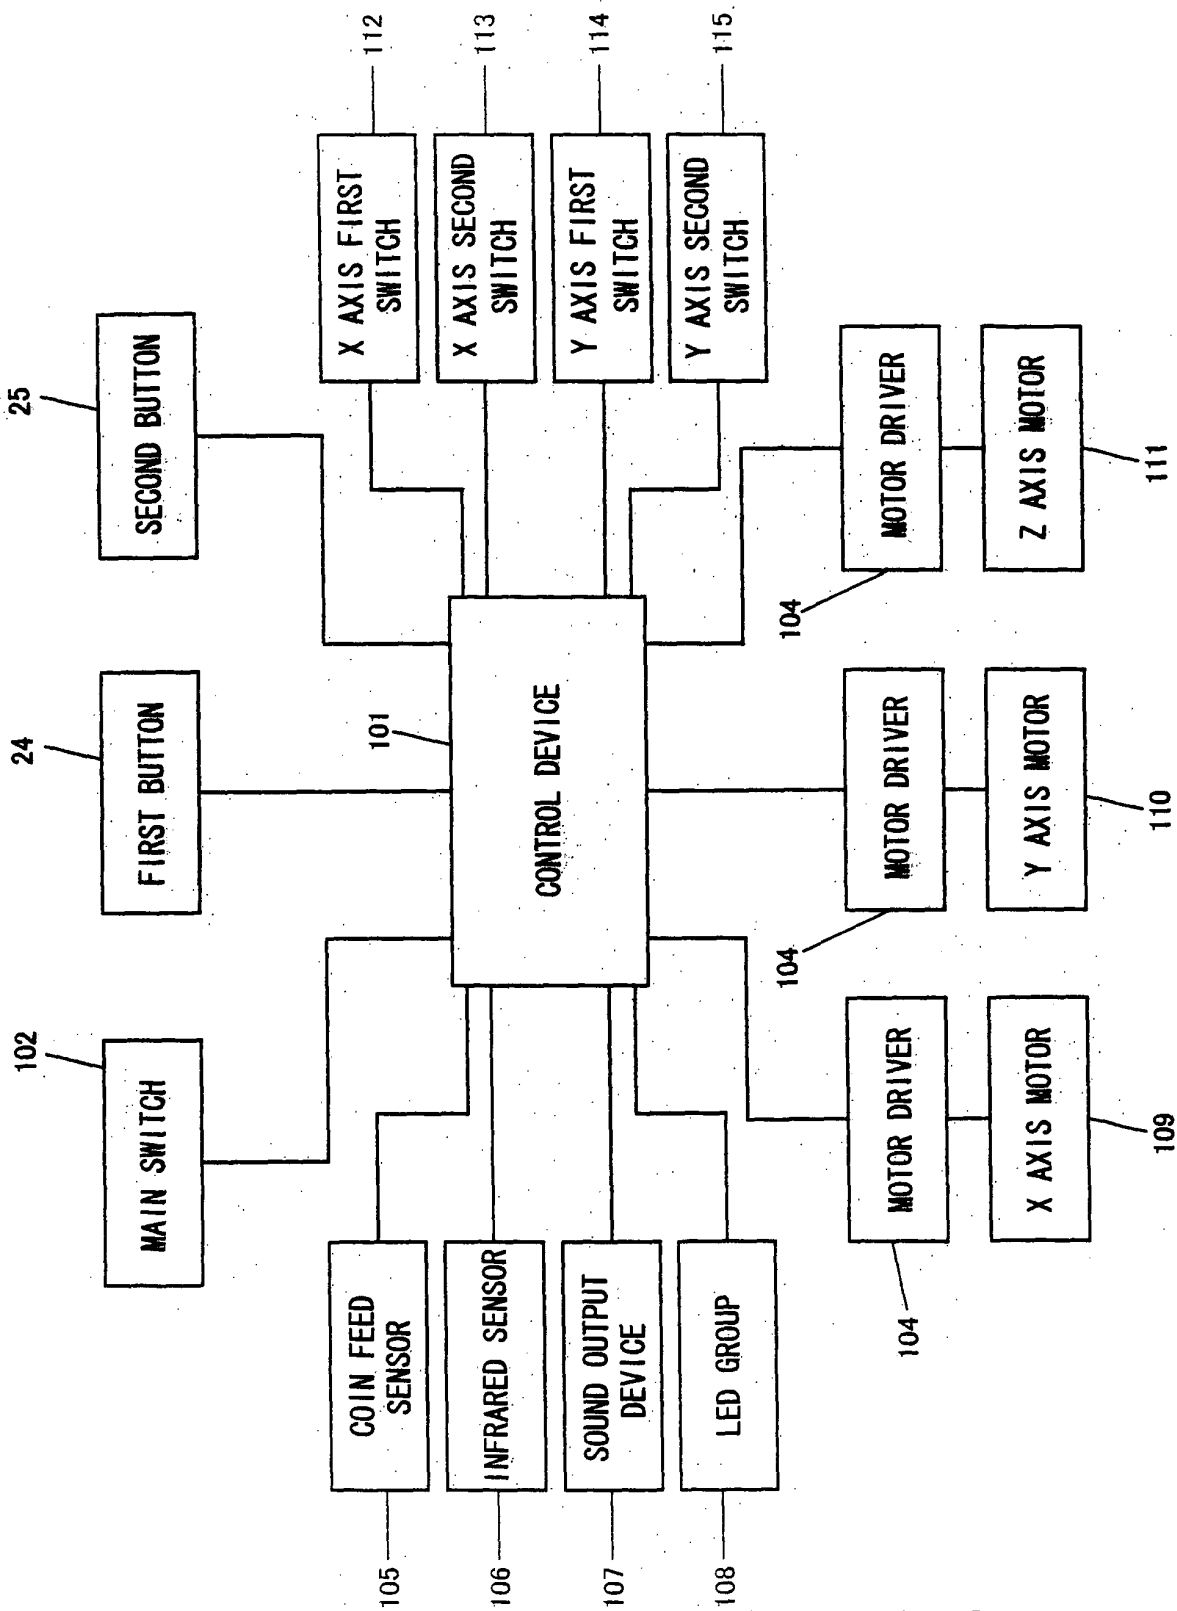 102
24
25
MAIN SWITCH
FIRST BUTTON
SECOND BUTTON
105
COIN FEED
SENSOR
106
INFRARED SENSOR
107
SOUND OUTPUT
DEVICE
108
LED GROUP
101
CONTROL DEVICE
X AXIS FIRST
SWITCH
112
X AXIS SECOND
SWITCH
113
Y AXIS FIRST
SWITCH
114
Y AXIS SECOND
SWITCH
115
104
MOTOR DRIVER
104
MOTOR DRIVER
104
MOTOR DRIVER
X AXIS MOTOR
Y AXIS MOTOR
Z AXIS MOTOR
109
110
111